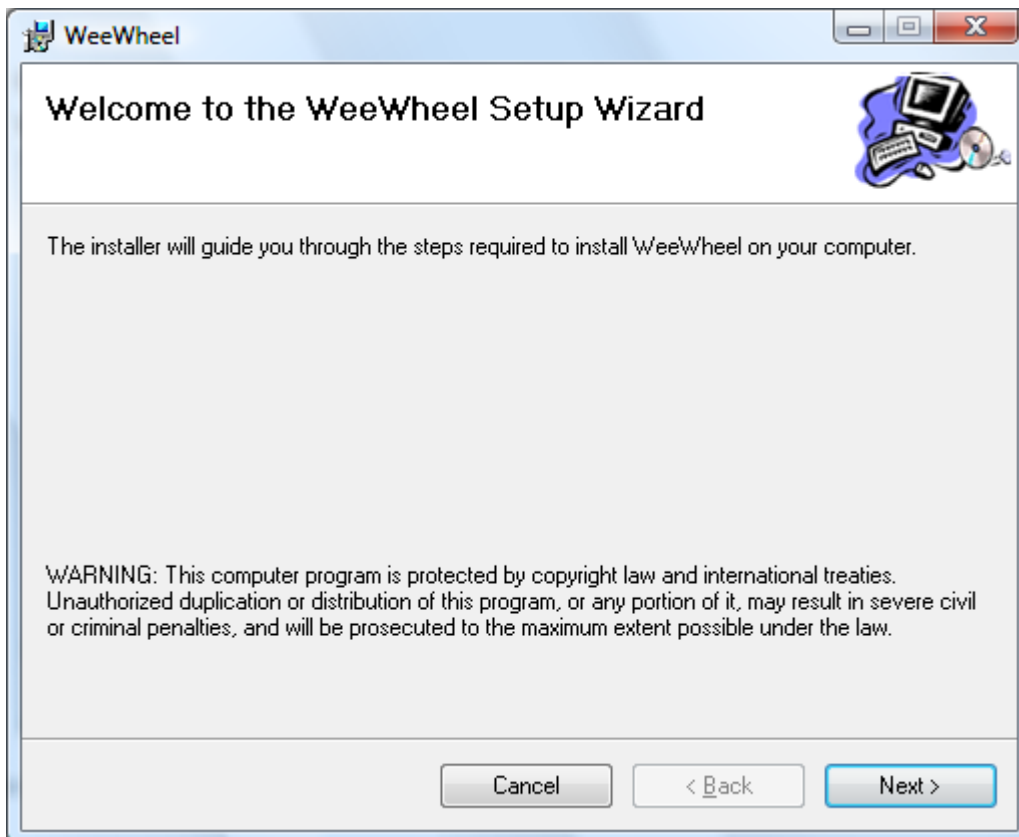 WeeWheel
Welcome to the WeeWheel Setup Wizard
The installer will guide you through the steps required to install WeeWheel on your computer.
WARNING: This computer program is protected by copyright law and international treaties.
Unauthorized duplication or distribution of this program, or any portion of it, may result in severe civil
or criminal penalties, and will be prosecuted to the maximum extent possible under the law.
Cancel
< Back
Next >